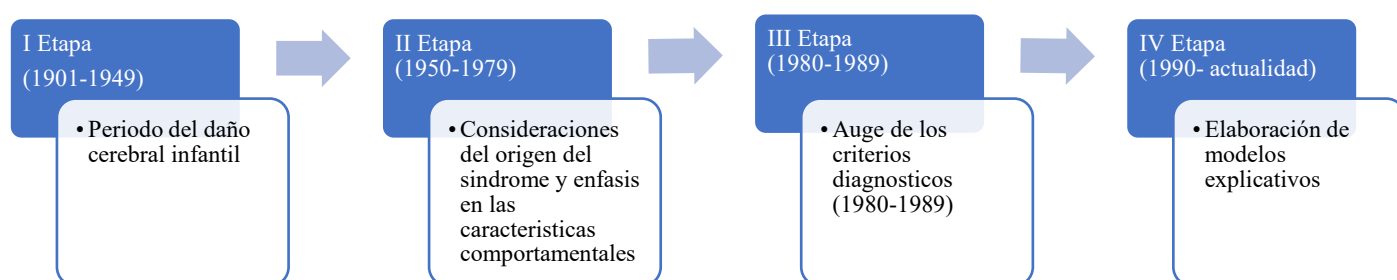 I Etapa
(1901-1949)
• Periodo del daño
cerebral infantil
II Etapa
(1950-1979)
• Consideraciones
del origen del
sindrome y enfasis
en las
caracteristicas
comportamentales
III Etapa
(1980-1989)
• Auge de los
criterios
diagnosticos
(1980-1989)
IV Etapa
(1990- actualidad)
• Elaboración de
modelos
explicativos